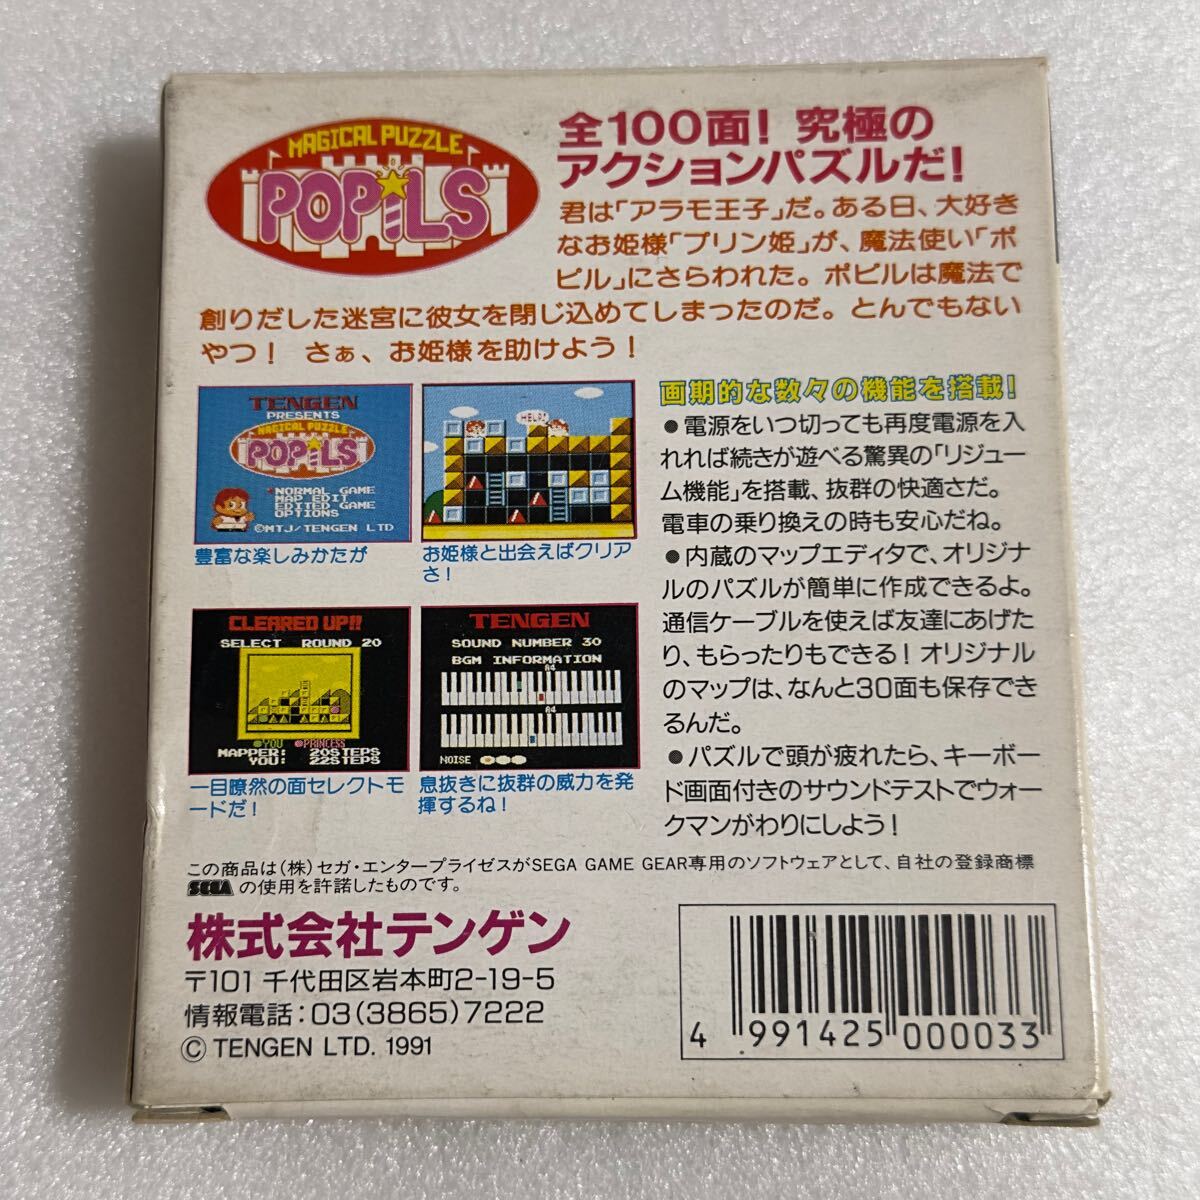 MAGICAL PUZZLE
POPiLS
全100面！究極の
アクションパズルだ！
君は「アラモ王子」だ。ある日、大好き
なお姫様「プリン姫」が、魔法使い「ポ
ピル」にさらわれた。ポピルは魔法で
創りだした迷宮に彼女を閉じ込めてしまったのだ。とんでもない
やつ！ さぁ、お姫様を助けよう！
TENGEN
PRESENTS
MAGICAL PUZZLE
POPiLS
NORMAL GAME
MAP EDIT
EDITED GAME
OPTIONS
©MTJ/TENGEN LTD
豊富な楽しみかたが
HELP!
お姫様と出会えばクリア
さ！
CLEARED UP!!
SELECT ROUND 20
YOU PRINCESS
MAPPER: 20STEPS
YOU: 22STEPS
一目瞭然の面セレクトモ
ードだ！
TENGEN
SOUND NUMBER 30
BGM INFORMATION
A4
A4
NOISE
息抜きに抜群の威力を発
揮するね！
画期的な数々の機能を搭載！
●電源をいつ切っても再度電源を入
れれば続きが遊べる驚異の「リジュー
ム機能」を搭載、抜群の快適さだ。
電車の乗り換えの時も安心だね。
●内蔵のマップエディタで、オリジナ
ルのパズルが簡単に作成できるよ。
通信ケーブルを使えば友達にあげた
り、もらったりもできる！オリジナル
のマップは、なんと30面も保存でき
るんだ。
●パズルで頭が疲れたら、キーボー
ド画面付きのサウンドテストでウォー
クマンがわりにしよう！
この商品は(株)セガ・エンタープライゼスがSEGA GAME GEAR専用のソフトウェアとして、自社の登録商標
SEGA の使用を許諾したものです。
株式会社テンゲン
〒101 千代田区岩本町2-19-5
情報電話：03(3865)7222
© TENGEN LTD. 1991
4 991425 000033